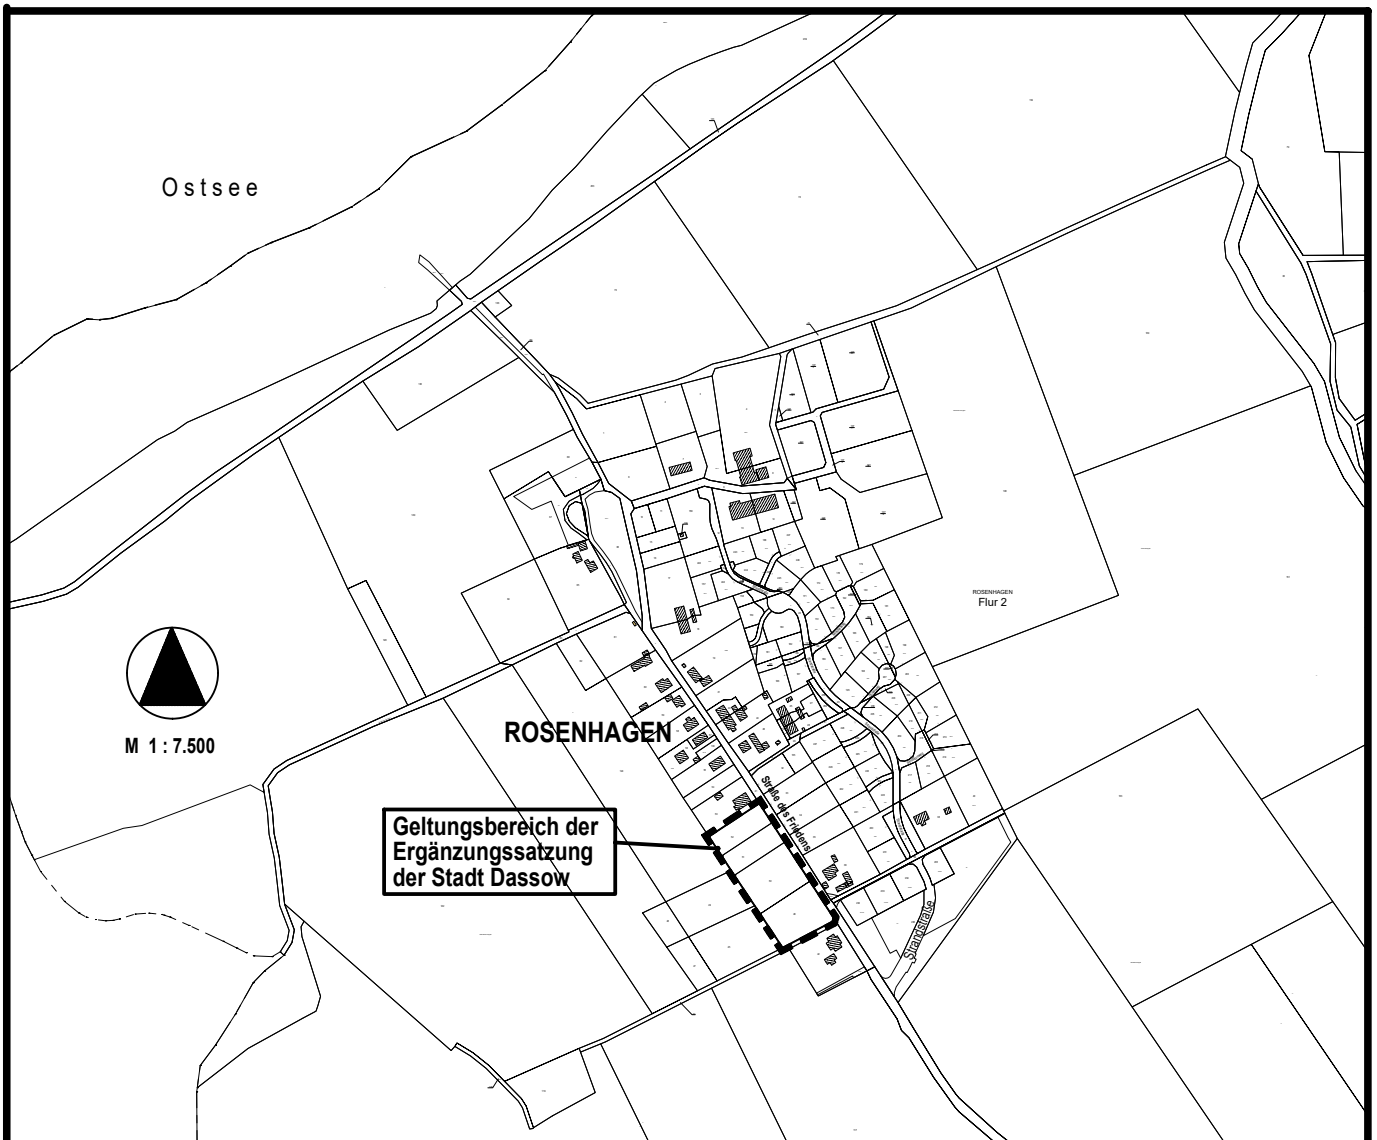 Ostsee
ROSENHAGEN
Flur 2
M 1 : 7.500
ROSENHAGEN
Straße des Friedens
Geltungsbereich der
Ergänzungssatzung
der Stadt Dassow
Strandstraße